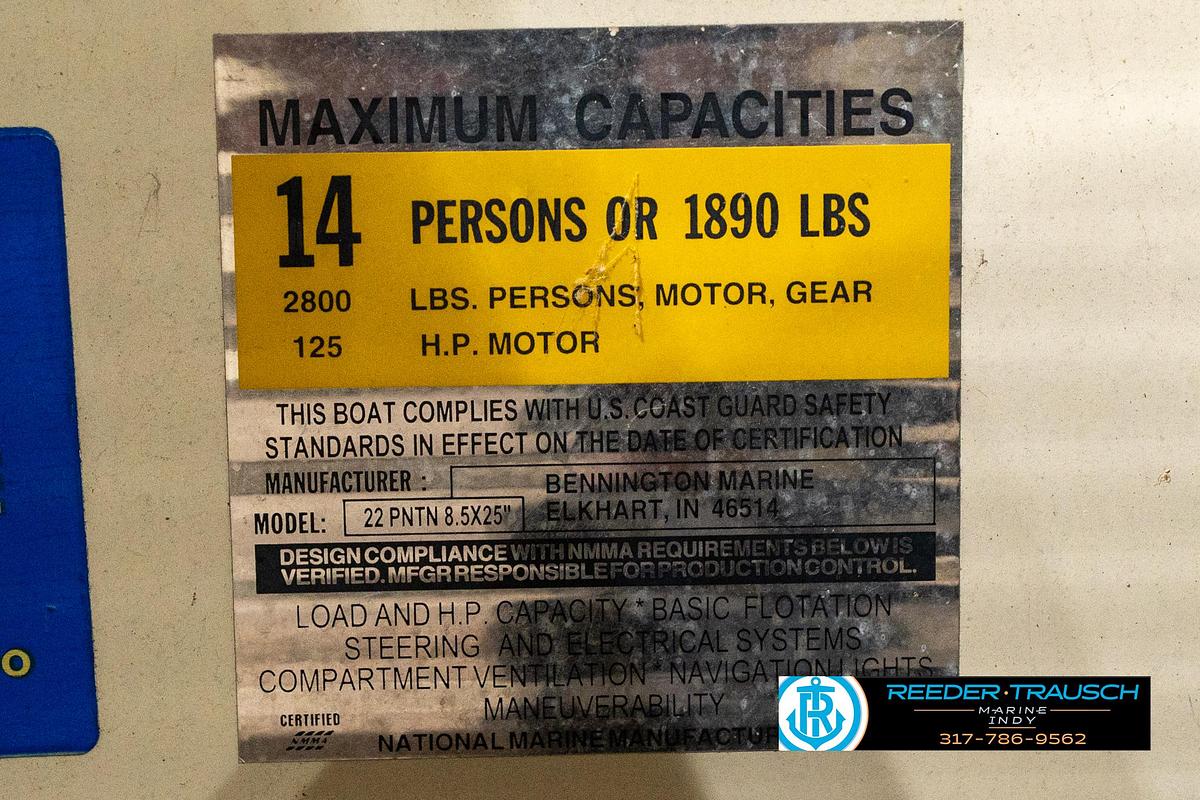 MAXIMUM CAPACITIES
14 PERSONS OR 1890 LBS
2800 LBS. PERSONS, MOTOR, GEAR
125 H.P. MOTOR
THIS BOAT COMPLIES WITH U.S. COAST GUARD SAFETY
STANDARDS IN EFFECT ON THE DATE OF CERTIFICATION
MANUFACTURER : BENNINGTON MARINE
ELKHART, IN 46514
MODEL: 22 PNTN 8.5X25"
DESIGN COMPLIANCE WITH NMMA REQUIREMENTS BELOW IS
VERIFIED. MFGR RESPONSIBLE FOR PRODUCTION CONTROL.
LOAD AND H.P. CAPACITY * BASIC FLOTATION
STEERING AND ELECTRICAL SYSTEMS
COMPARTMENT VENTILATION * NAVIGATION LIGHTS
MANEUVERABILITY
CERTIFIED
NMMA
NATIONAL MARINE MANUFACTUR
REEDER·TRAUSCH
MARINE
INDY
317-786-9562